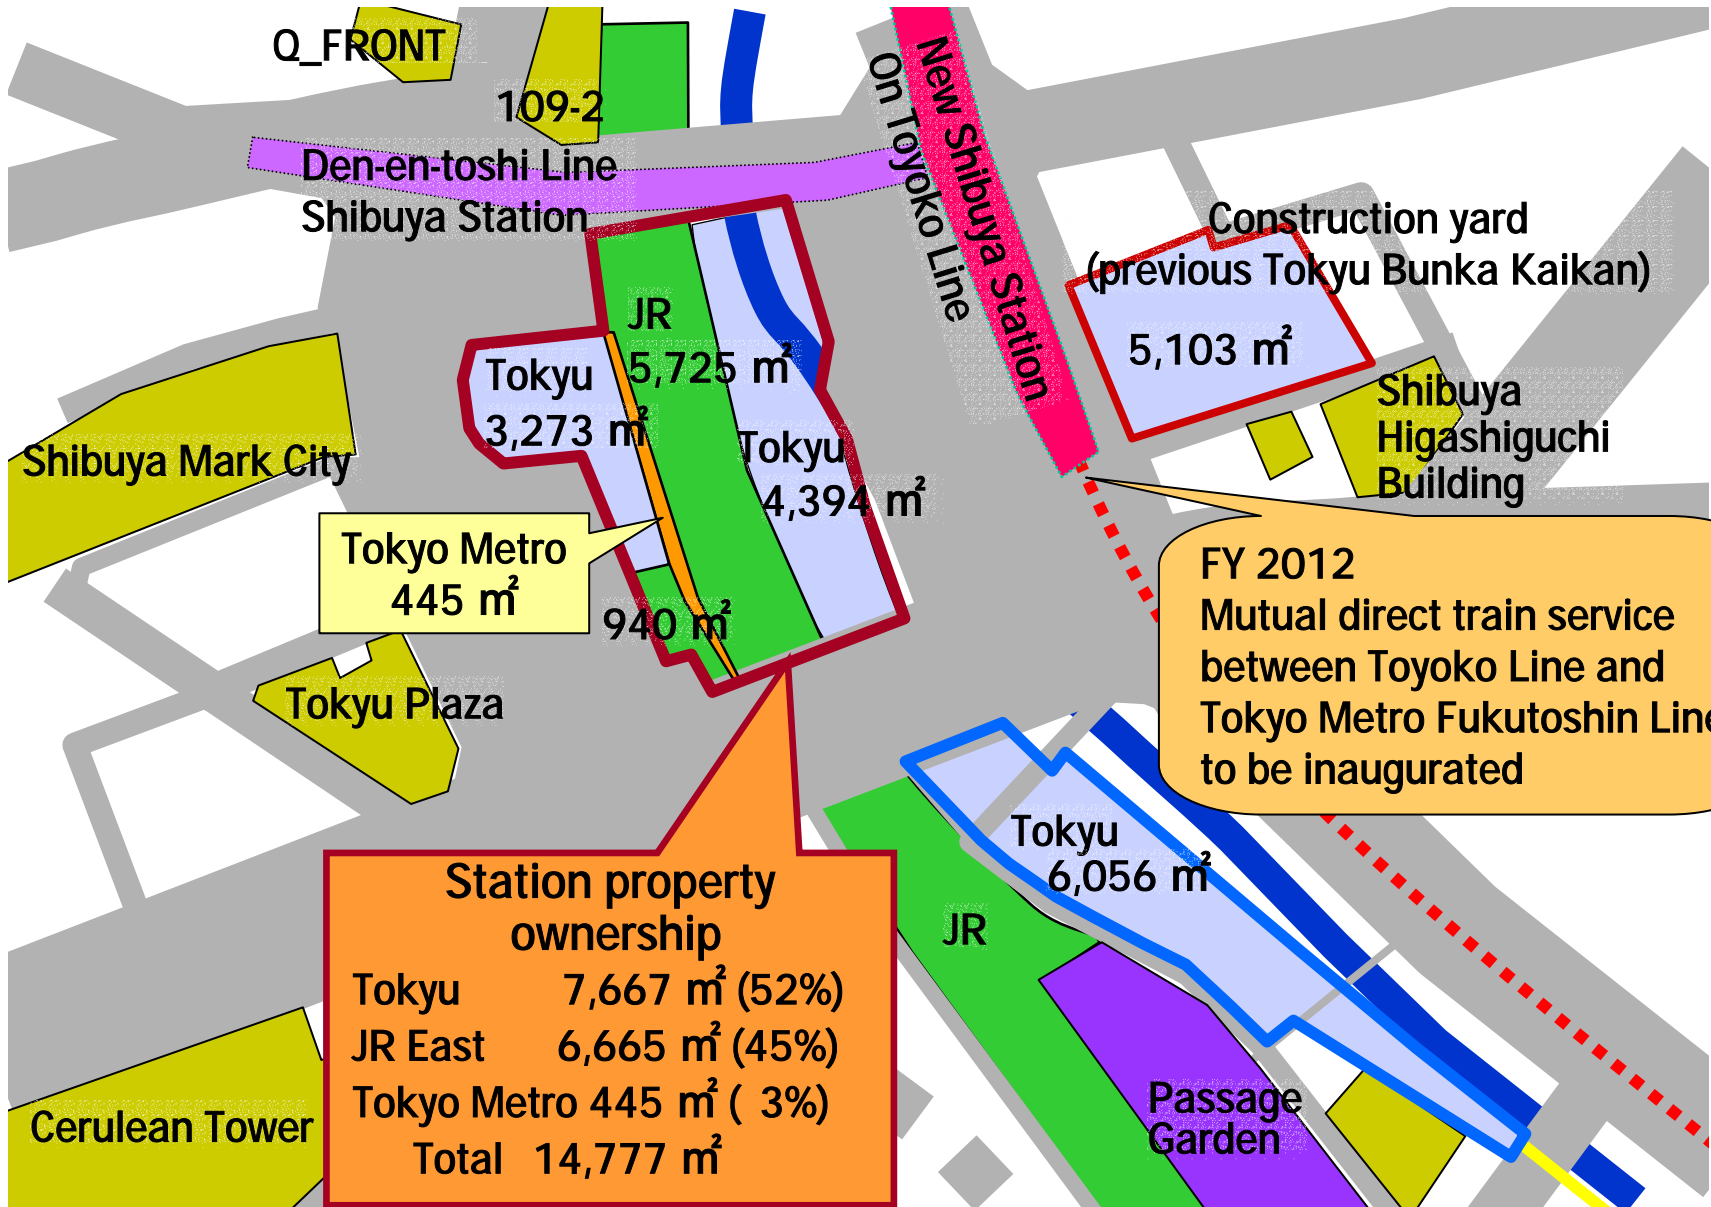 Q_FRONT
109-2
Den-en-toshi Line
Shibuya Station
New Shibuya Station
On Toyoko Line
Construction yard
(previous Tokyu Bunka Kaikan)
5,103 ㎡
JR
5,725 ㎡
Tokyu
3,273 ㎡
Tokyu
4,394 ㎡
Shibuya
Higashiguchi
Building
Shibuya Mark City
Tokyo Metro
445 ㎡
940 ㎡
FY 2012
Mutual direct train service
between Toyoko Line and
Tokyo Metro Fukutoshin Line
to be inaugurated
Tokyu Plaza
Tokyu
6,056 ㎡
Station property
ownership
Tokyu 7,667 ㎡ (52%)
JR East 6,665 ㎡ (45%)
Tokyo Metro 445 ㎡ ( 3%)
Total 14,777 ㎡
JR
Passage
Garden
Cerulean Tower